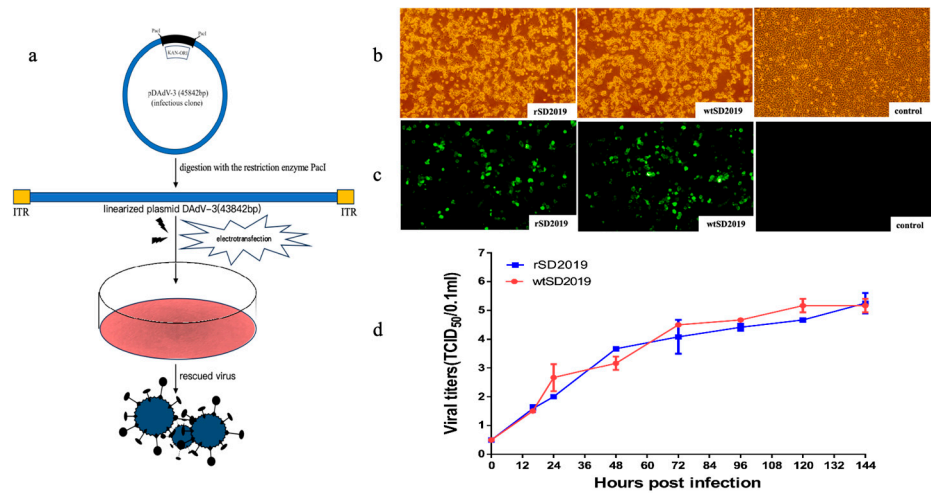 a
PacI
PacI
KAN-ORI
pDAdV-3 (45842bp)
(infectious clone)
digestion with the restriction enzyme PacI
ITR
ITR
linearized plasmid DAdV-3(43842bp)
electrotransfection
rescued virus
b
rSD2019
wtSD2019
control
c
rSD2019
wtSD2019
control
d
rSD2019
wtSD2019
Viral titers(TCID50/0.1ml)
7
6
5
4
3
2
1
0
0 12 24 36 48 60 72 84 96 108 120 132 144
Hours post infection